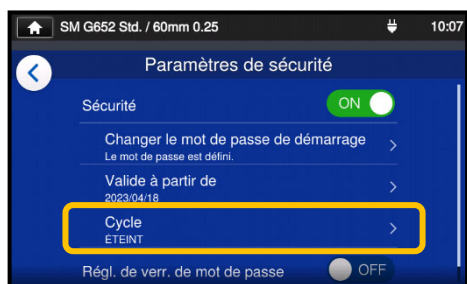 SM G652 Std. / 60mm 0.25 10:07
Paramètres de sécurité
Sécurité ON
Changer le mot de passe de démarrage
Le mot de passe est défini.
Valide à partir de
2023/04/18
Cycle
ÉTEINT
Régl. de verr. de mot de passe OFF